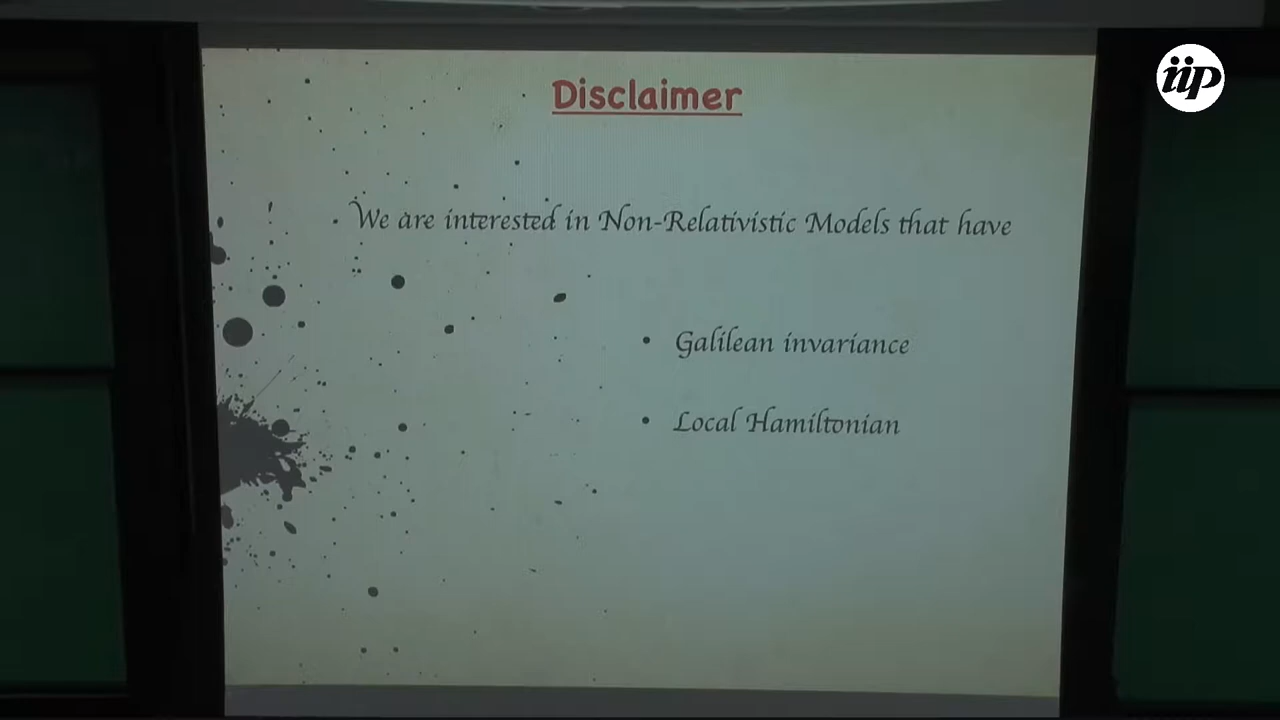 iip
Disclaimer
We are interested in Non-Relativistic Models that have
• Galilean invariance
• Local Hamiltonian